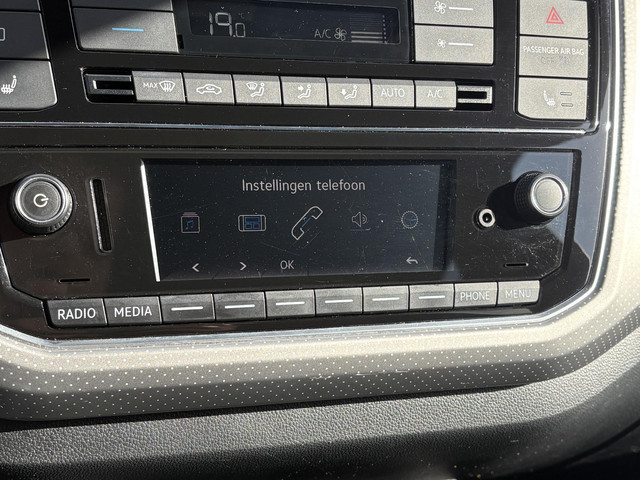 19.0
A/C
PASSENGER AIR BAG
MAX
AUTO
A/C
Instellingen telefoon
< > OK
RADIO MEDIA PHONE MENU